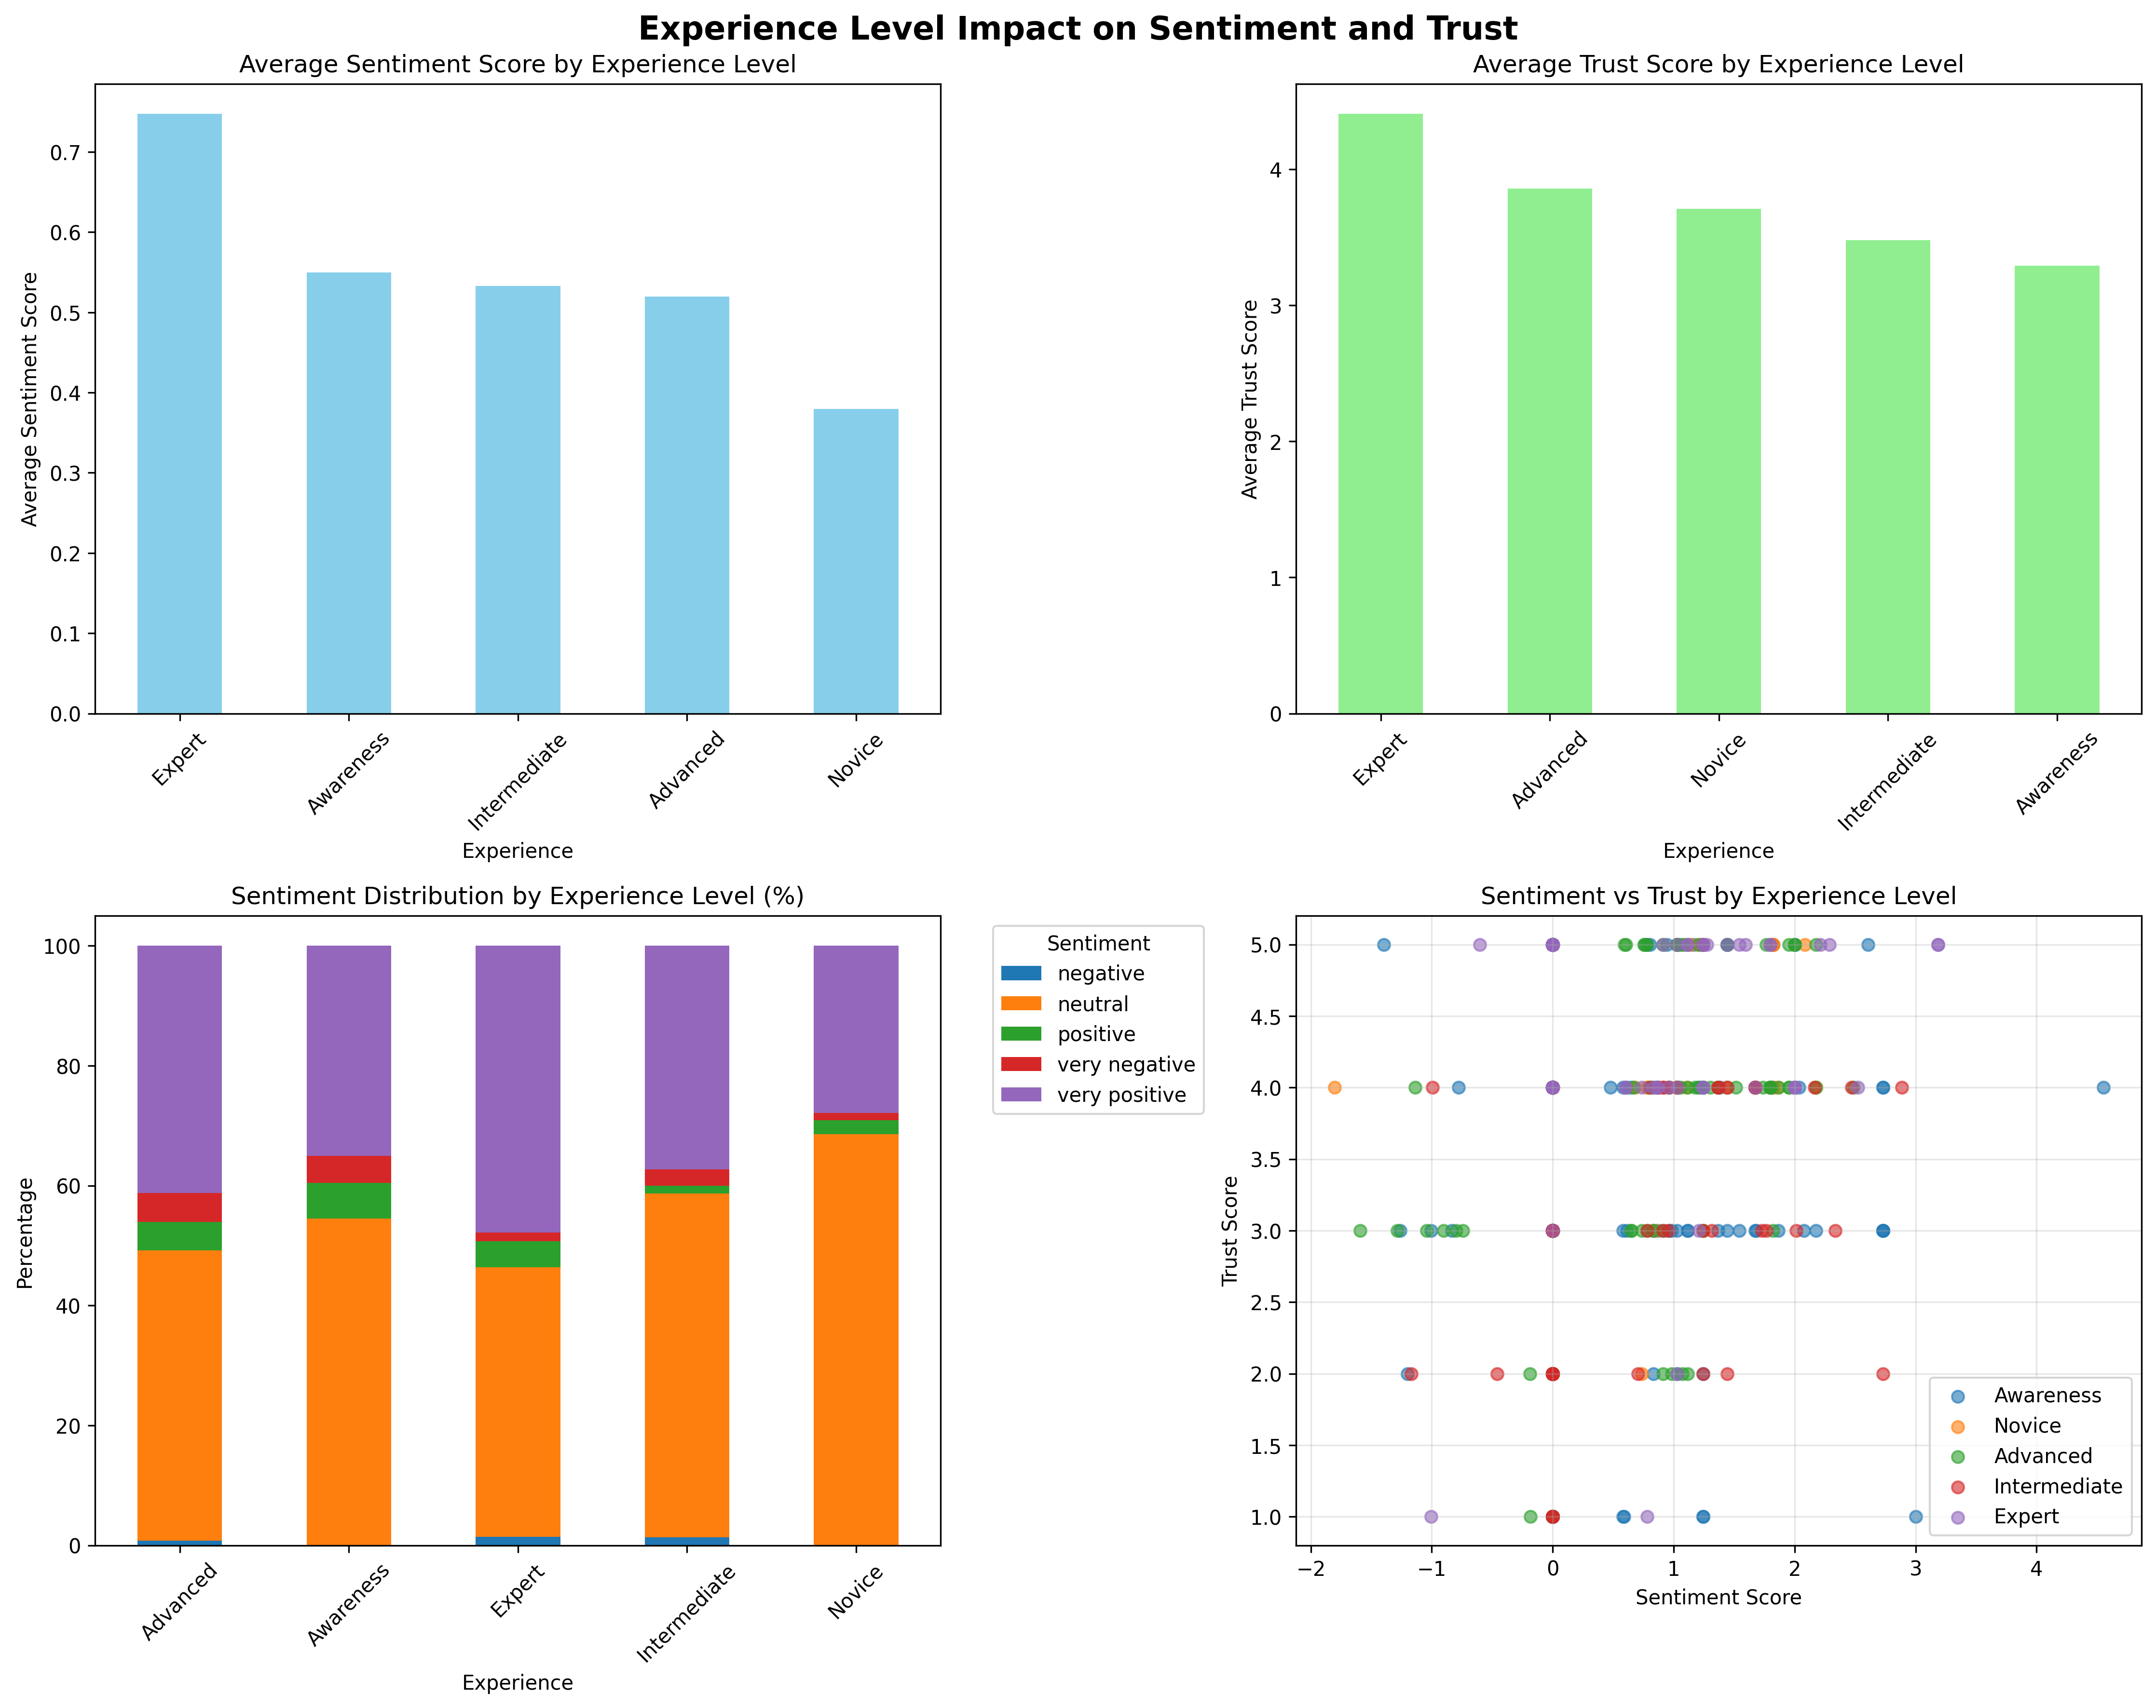 Experience Level Impact on Sentiment and Trust
Average Sentiment Score by Experience Level
Average Sentiment Score
0.7
0.6
0.5
0.4
0.3
0.2
0.1
0.0
Expert
Awareness
Intermediate
Advanced
Novice
Experience
Average Trust Score by Experience Level
Average Trust Score
4
3
2
1
0
Expert
Advanced
Novice
Intermediate
Awareness
Experience
Sentiment Distribution by Experience Level (%)
Percentage
100
80
60
40
20
0
Advanced
Awareness
Expert
Intermediate
Novice
Experience
Sentiment
negative
neutral
positive
very negative
very positive
Sentiment vs Trust by Experience Level
Trust Score
5.0
4.5
4.0
3.5
3.0
2.5
2.0
1.5
1.0
−2
−1
0
1
2
3
4
Sentiment Score
Awareness
Novice
Advanced
Intermediate
Expert